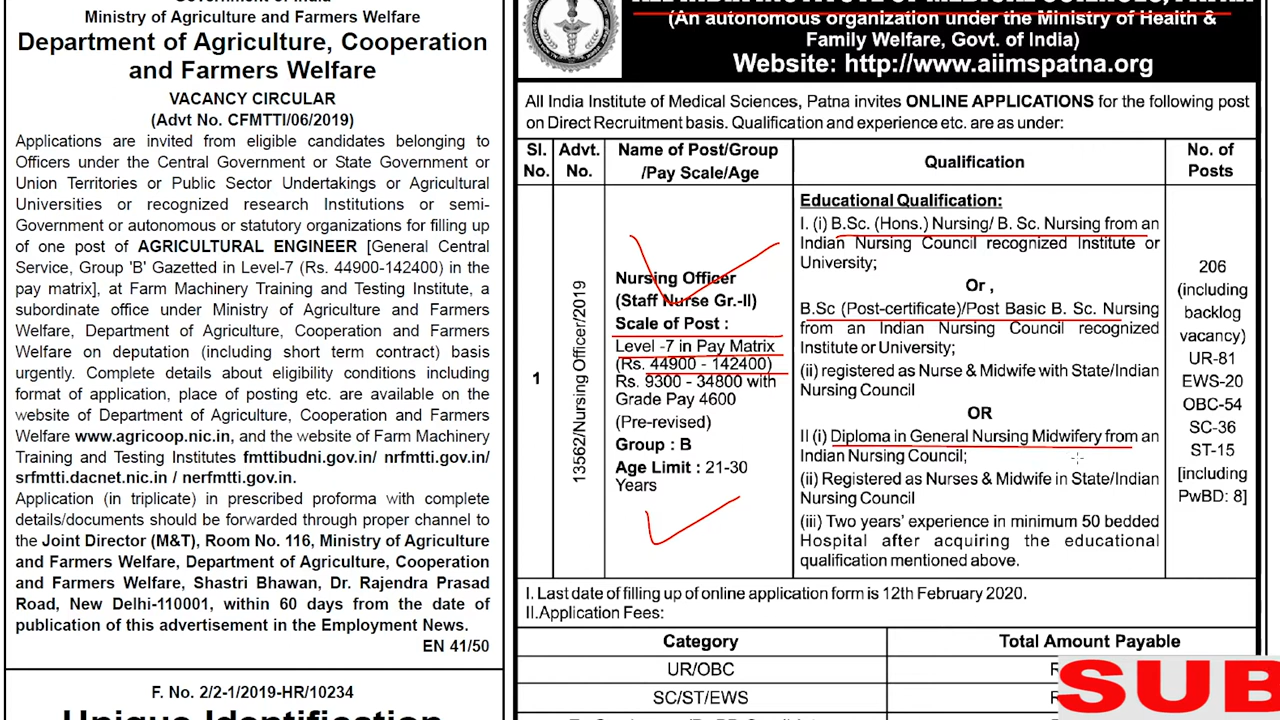 Government of India
Ministry of Agriculture and Farmers Welfare
Department of Agriculture, Cooperation
and Farmers Welfare
VACANCY CIRCULAR
(Advt No. CFMTTI/06/2019)
Applications are invited from eligible candidates belonging to
Officers under the Central Government or State Government or
Union Territories or Public Sector Undertakings or Agricultural
Universities or recognized research Institutions or semi-
Government or autonomous or statutory organizations for filling up
of one post of AGRICULTURAL ENGINEER [General Central
Service, Group 'B' Gazetted in Level-7 (Rs. 44900-142400) in the
pay matrix], at Farm Machinery Training and Testing Institute, a
subordinate office under Ministry of Agriculture and Farmers
Welfare, Department of Agriculture, Cooperation and Farmers
Welfare on deputation (including short term contract) basis
urgently. Complete details about eligibility conditions including
format of application, place of posting etc. are available on the
website of Department of Agriculture, Cooperation and Farmers
Welfare www.agricoop.nic.in, and the website of Farm Machinery
Training and Testing Institutes fmttibudni.gov.in/ nrfmtti.gov.in/
srfmtti.dacnet.nic.in / nerfmtti.gov.in.
Application (in triplicate) in prescribed proforma with complete
details/documents should be forwarded through proper channel to
the Joint Director (M&T), Room No. 116, Ministry of Agriculture
and Farmers Welfare, Department of Agriculture, Cooperation
and Farmers Welfare, Shastri Bhawan, Dr. Rajendra Prasad
Road, New Delhi-110001, within 60 days from the date of
publication of this advertisement in the Employment News.
EN 41/50
F. No. 2/2-1/2019-HR/10234
Unique Identification
ALL INDIA INSTITUTE OF MEDICAL SCIENCES, PATNA
(An autonomous organization under the Ministry of Health &
Family Welfare, Govt. of India)
Website: http://www.aiimspatna.org
All India Institute of Medical Sciences, Patna invites ONLINE APPLICATIONS for the following post
on Direct Recruitment basis. Qualification and experience etc. are as under:
Sl. No.
Advt. No.
Name of Post/Group
/Pay Scale/Age
Qualification
No. of
Posts
1
13562/Nursing Officer/2019
Nursing Officer
(Staff Nurse Gr.-II)
Scale of Post :
Level -7 in Pay Matrix
(Rs. 44900 - 142400)
Rs. 9300 - 34800 with
Grade Pay 4600
(Pre-revised)
Group : B
Age Limit : 21-30
Years
Educational Qualification:
I. (i) B.Sc. (Hons.) Nursing/ B. Sc. Nursing from an
Indian Nursing Council recognized Institute or
University;
Or ,
B.Sc (Post-certificate)/Post Basic B. Sc. Nursing
from an Indian Nursing Council recognized
Institute or University;
(ii) registered as Nurse & Midwife with State/Indian
Nursing Council
OR
II (i) Diploma in General Nursing Midwifery from an
Indian Nursing Council;
(ii) Registered as Nurses & Midwife in State/Indian
Nursing Council
(iii) Two years' experience in minimum 50 bedded
Hospital after acquiring the educational
qualification mentioned above.
206
(including
backlog
vacancy)
UR-81
EWS-20
OBC-54
SC-36
ST-15
[including
PwBD: 8]
I. Last date of filling up of online application form is 12th February 2020.
II.Application Fees:
Category
Total Amount Payable
UR/OBC
SC/ST/EWS
SUB